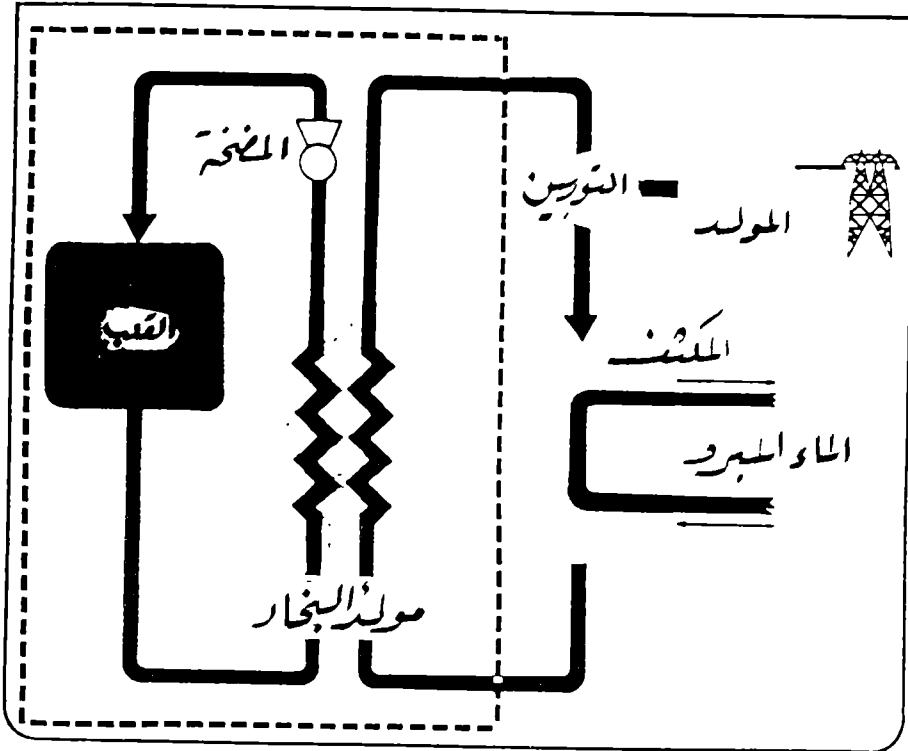 المضخة
التوربين
المولد
القلب
المكثف
الماء المبرد
مولد البخار